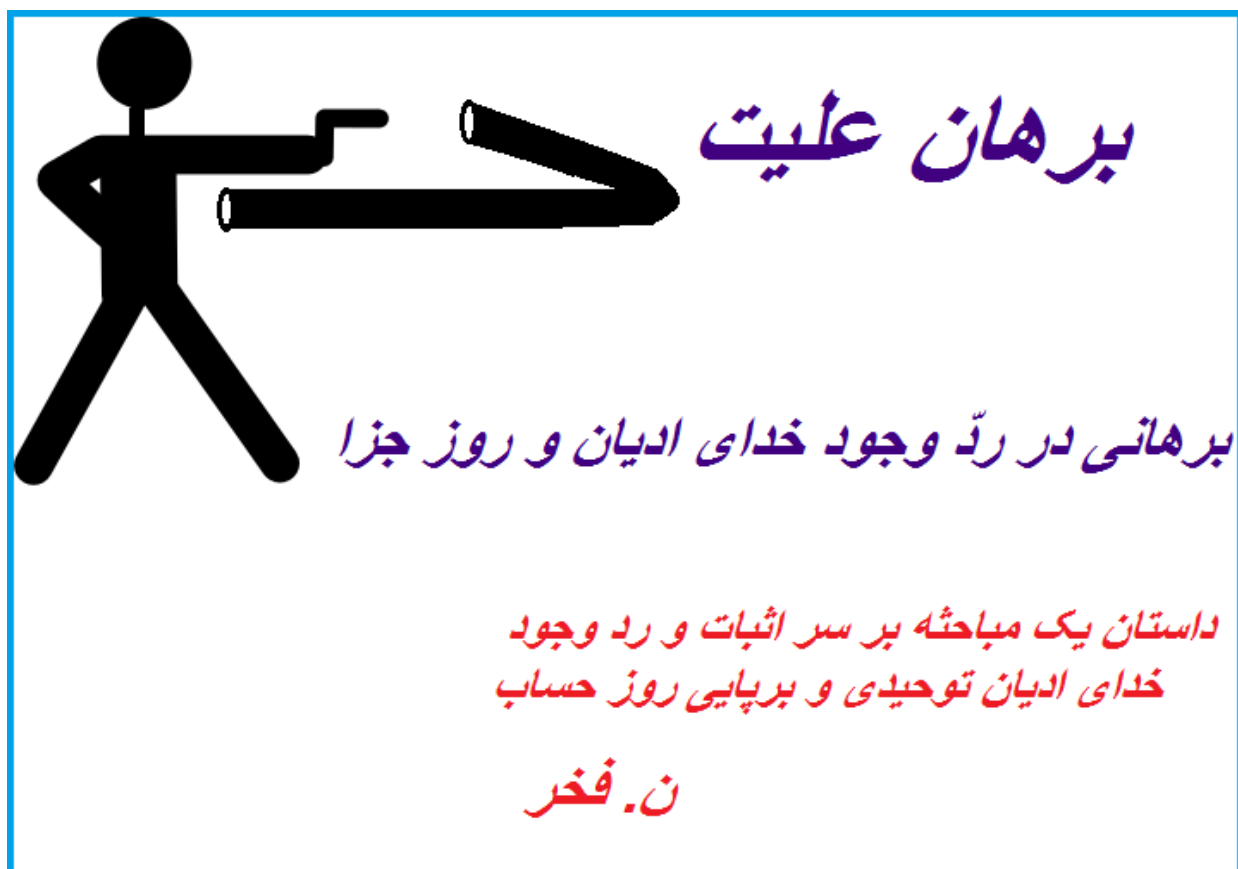 برهان علیت
برهانی در ردّ وجود خدای ادیان و روز جزا
داستان یک مباحثه بر سر اثبات و رد وجود
خدای ادیان توحیدی و برپایی روز حساب
ن. فخر